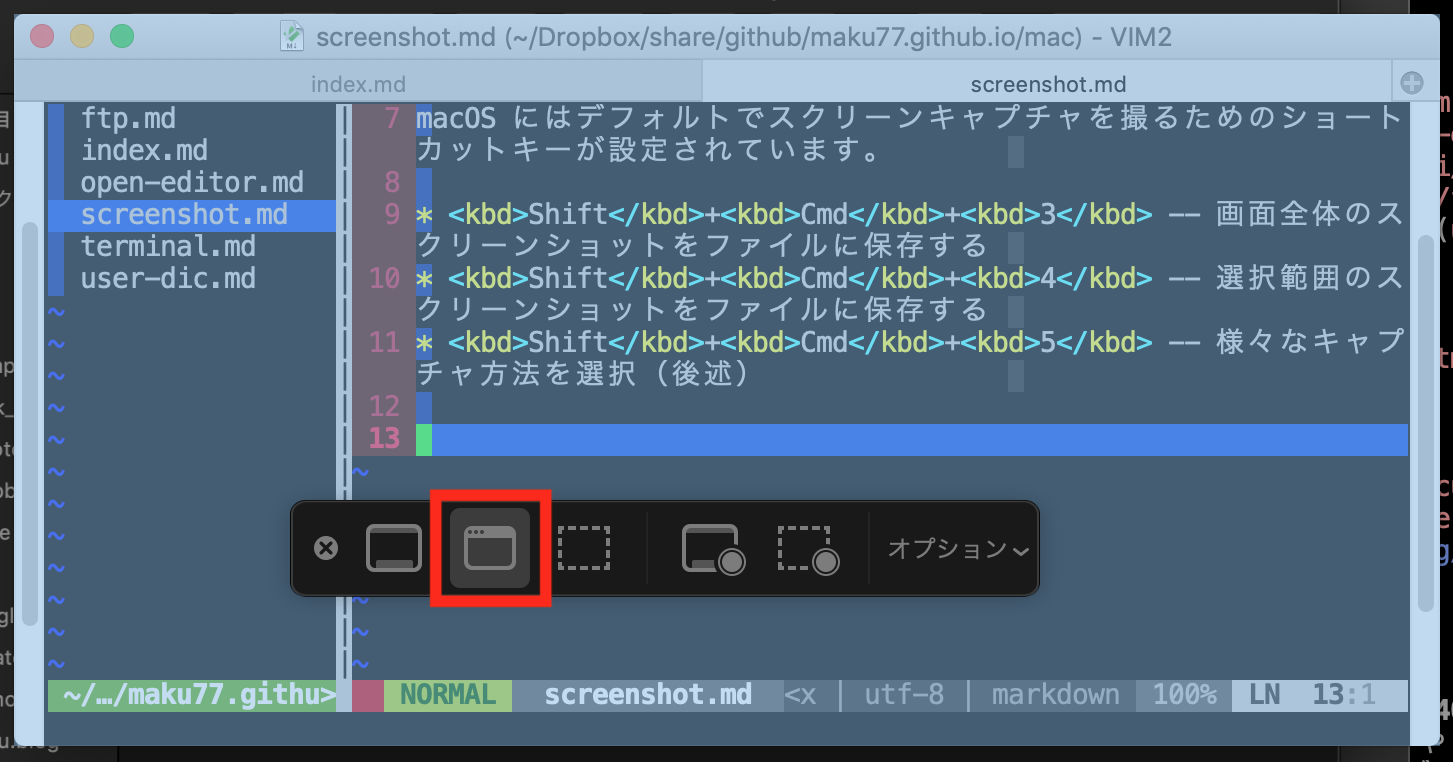 screenshot.md (~/Dropbox/share/github/maku77.github.io/mac) - VIM2
index.md
screenshot.md
ftp.md
index.md
open-editor.md
screenshot.md
terminal.md
user-dic.md
~
~
~
~
~
~
~
~
~
~
~
~
7 macOS にはデフォルトでスクリーンキャプチャを撮るためのショート
カットキーが設定されています。
8
9 * <kbd>Shift</kbd>+<kbd>Cmd</kbd>+<kbd>3</kbd> -- 画面全体のス
クリーンショットをファイルに保存する
10 * <kbd>Shift</kbd>+<kbd>Cmd</kbd>+<kbd>4</kbd> -- 選択範囲のス
クリーンショットをファイルに保存する
11 * <kbd>Shift</kbd>+<kbd>Cmd</kbd>+<kbd>5</kbd> -- 様々なキャプ
チャ方法を選択（後述）
12
13
~
~
~
~
オプション
~/…/maku77.githu> NORMAL screenshot.md <x | utf-8 | markdown 100% LN 13:1